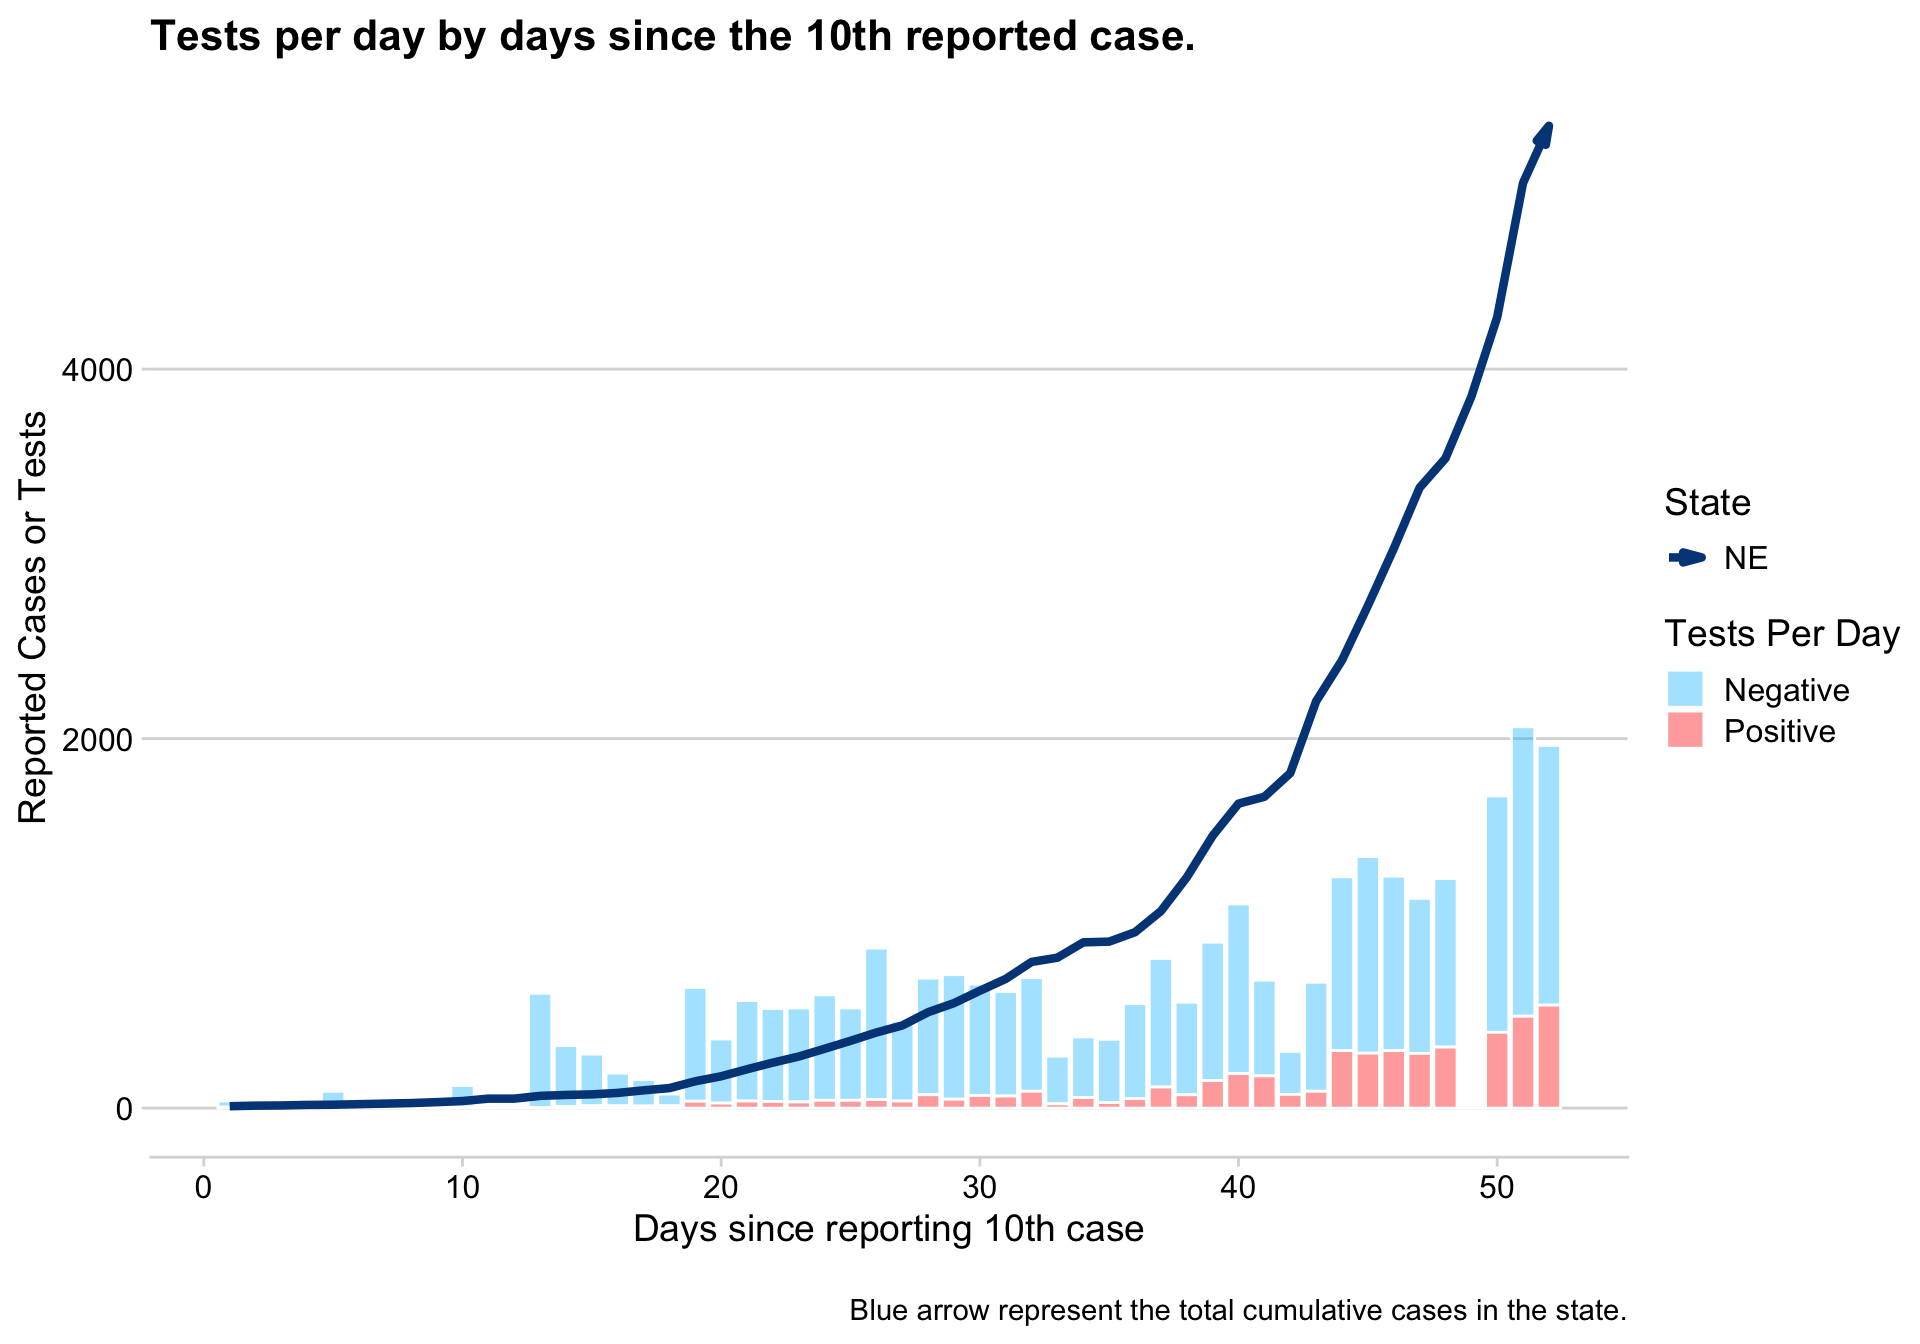 Tests per day by days since the 10th reported case.
4000
2000
0
Reported Cases or Tests
0 10 20 30 40 50
Days since reporting 10th case
State
NE
Tests Per Day
Negative
Positive
Blue arrow represent the total cumulative cases in the state.